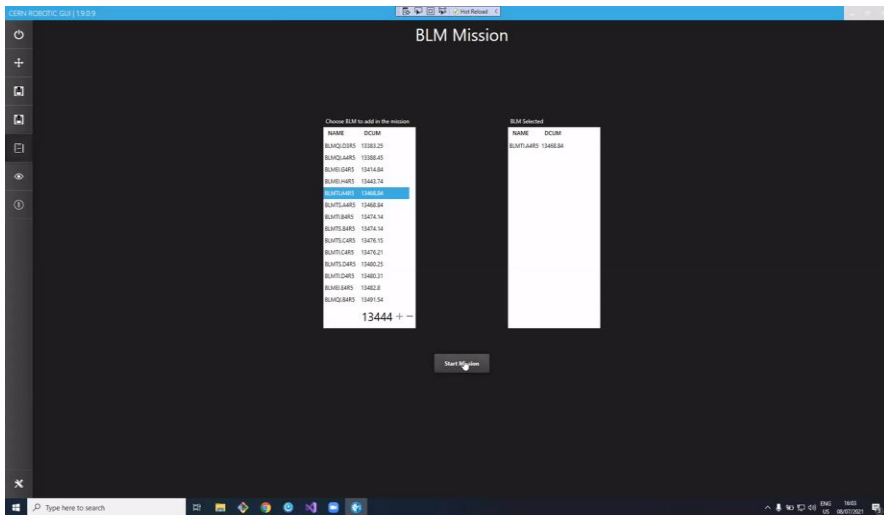 CERN ROBOTIC GUI | 1.9.0.9
Hot Reload
BLM Mission
Choose BLM to add in the mission
NAME DCUM
BLMQI.D3R5 13383.25
BLMQI.A4R5 13388.45
BLMEI.G4R5 13414.84
BLMEI.H4R5 13443.74
BLMTI.A4R5 13468.84
BLMTS.A4R5 13468.84
BLMTI.B4R5 13474.14
BLMTS.B4R5 13474.14
BLMTS.C4R5 13476.15
BLMTI.C4R5 13476.21
BLMTS.D4R5 13480.25
BLMTI.D4R5 13480.31
BLMEI.E4R5 13482.8
BLMQI.B4R5 13491.54
13444 + −
BLM Selected
NAME DCUM
BLMTI.A4R5 13468.84
Start Mission
Type here to search
ENG
US
16:03
08/07/2021